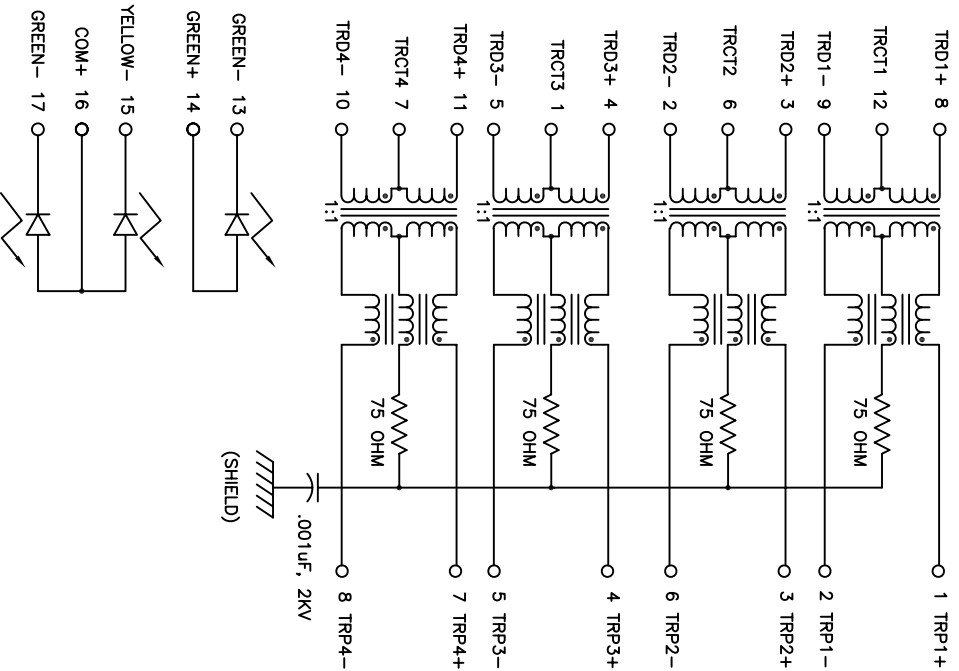 TRD1+ 8
TRCT1 12
TRD1- 9
TRD2+ 3
TRCT2 6
TRD2- 2
TRD3+ 4
TRCT3 1
TRD3- 5
TRD4+ 11
TRCT4 7
TRD4- 10
GREEN- 13
GREEN+ 14
YELLOW- 15
COM+ 16
GREEN- 17
1:1
1:1
1:1
1:1
75 OHM
75 OHM
75 OHM
75 OHM
1 TRP1+
2 TRP1-
3 TRP2+
6 TRP2-
4 TRP3+
5 TRP3-
7 TRP4+
8 TRP4-
.001uF, 2KV
(SHIELD)